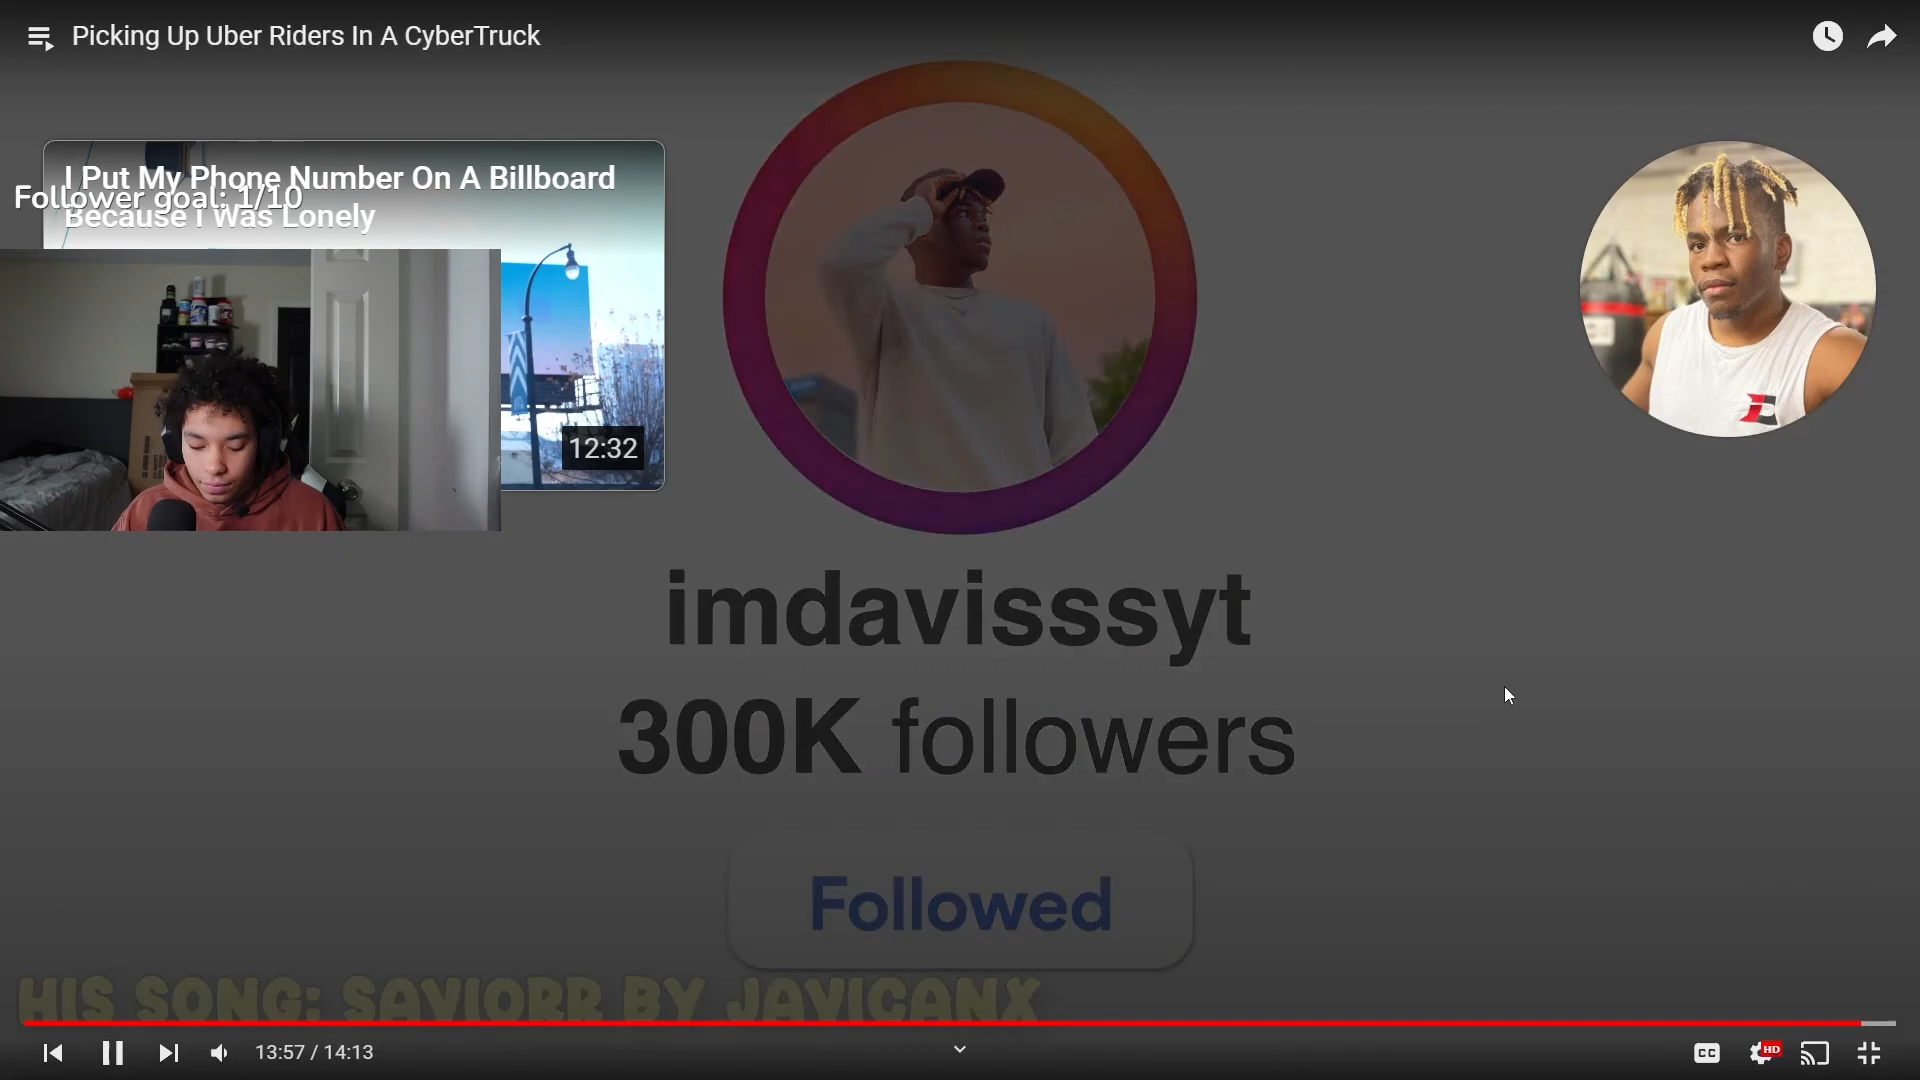 Picking Up Uber Riders In A CyberTruck
I Put My Phone Number On A Billboard
Because I Was Lonely
Follower goal: 1/10
12:32
imdavisssyt
300K followers
Followed
HIS SONG: SAVIORR BY JAVICANX
13:57 / 14:13
CC
HD